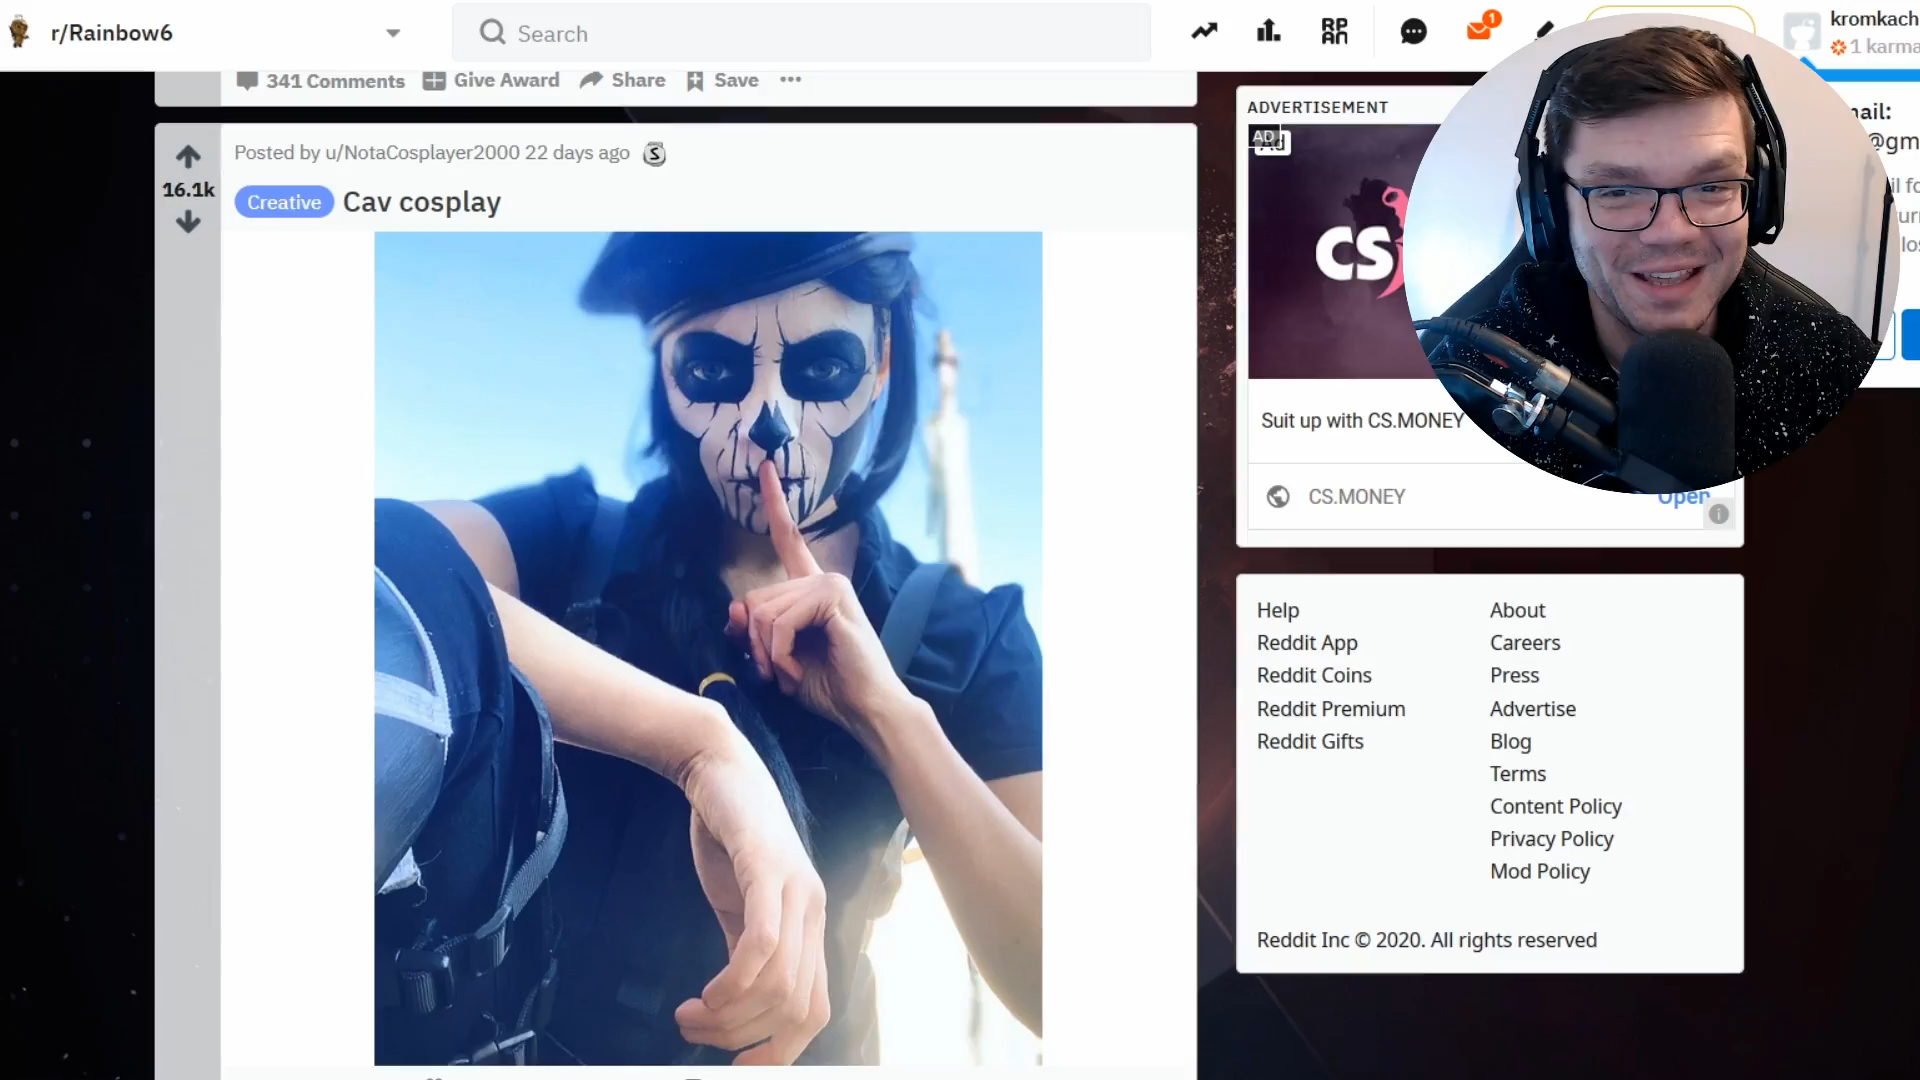 r/Rainbow6
Search
1
kromkach
1 karma
341 Comments
Give Award
Share
Save
ADVERTISEMENT
AD
Ad
Posted by u/NotaCosplayer2000 22 days ago
16.1k
Creative
Cav cosplay
CS
Suit up with CS.MONEY
CS.MONEY
Open
Help
About
Reddit App
Careers
Reddit Coins
Press
Reddit Premium
Advertise
Reddit Gifts
Blog
Terms
Content Policy
Privacy Policy
Mod Policy
Reddit Inc © 2020. All rights reserved